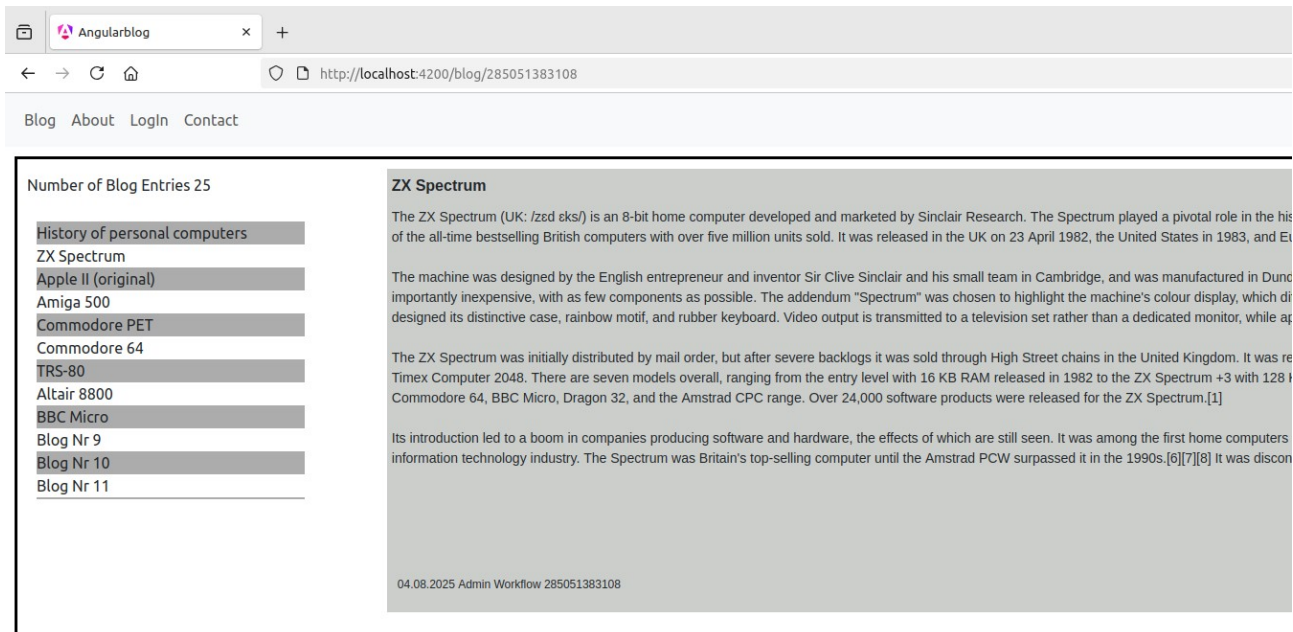 Angularblog
http://localhost:4200/blog/285051383108
Blog About LogIn Contact
Number of Blog Entries 25
History of personal computers
ZX Spectrum
Apple II (original)
Amiga 500
Commodore PET
Commodore 64
TRS-80
Altair 8800
BBC Micro
Blog Nr 9
Blog Nr 10
Blog Nr 11
ZX Spectrum
The ZX Spectrum (UK: /zɛd ɛks/) is an 8-bit home computer developed and marketed by Sinclair Research. The Spectrum played a pivotal role in the his
of the all-time bestselling British computers with over five million units sold. It was released in the UK on 23 April 1982, the United States in 1983, and Eu
The machine was designed by the English entrepreneur and inventor Sir Clive Sinclair and his small team in Cambridge, and was manufactured in Dund
importantly inexpensive, with as few components as possible. The addendum "Spectrum" was chosen to highlight the machine's colour display, which di
designed its distinctive case, rainbow motif, and rubber keyboard. Video output is transmitted to a television set rather than a dedicated monitor, while ap
The ZX Spectrum was initially distributed by mail order, but after severe backlogs it was sold through High Street chains in the United Kingdom. It was re
Timex Computer 2048. There are seven models overall, ranging from the entry level with 16 KB RAM released in 1982 to the ZX Spectrum +3 with 128
Commodore 64, BBC Micro, Dragon 32, and the Amstrad CPC range. Over 24,000 software products were released for the ZX Spectrum.[1]
Its introduction led to a boom in companies producing software and hardware, the effects of which are still seen. It was among the first home computers
information technology industry. The Spectrum was Britain's top-selling computer until the Amstrad PCW surpassed it in the 1990s.[6][7][8] It was discon
04.08.2025 Admin Workflow 285051383108